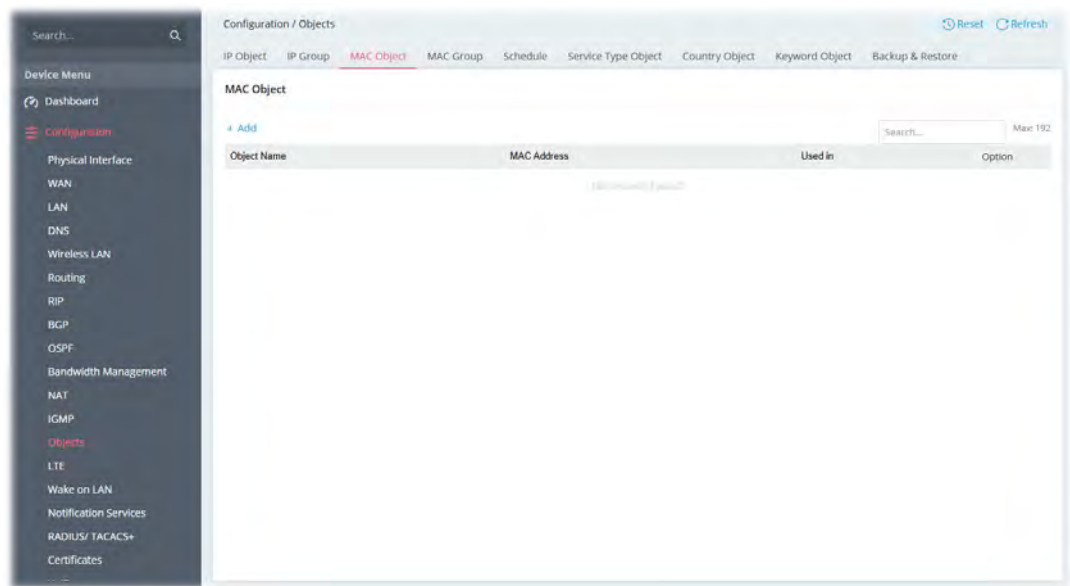 Search...
Device Menu
Dashboard
Configuration
Physical Interface
WAN
LAN
DNS
Wireless LAN
Routing
RIP
BGP
OSPF
Bandwidth Management
NAT
IGMP
Objects
LTE
Wake on LAN
Notification Services
RADIUS/ TACACS+
Certificates
Configuration / Objects
Reset Refresh
IP Object IP Group MAC Object MAC Group Schedule Service Type Object Country Object Keyword Object Backup & Restore
MAC Object
+ Add
Search... Max: 192
Object Name MAC Address Used in Option